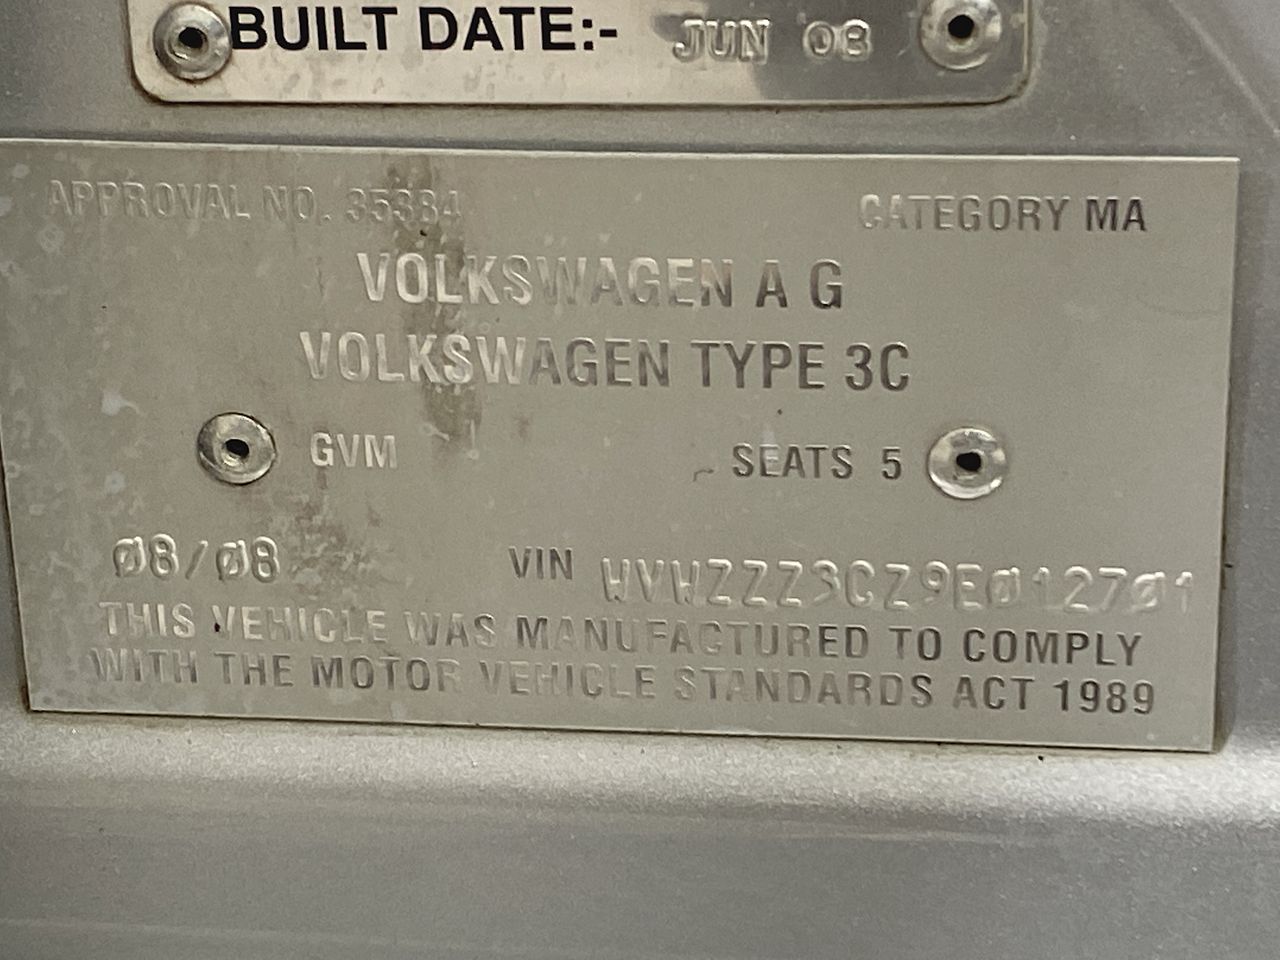 BUILT DATE:- JUN 08
APPROVAL NO. 35384 CATEGORY MA
VOLKSWAGEN A G
VOLKSWAGEN TYPE 3C
GVM SEATS 5
Ø8/Ø8 VIN WVWZZZ3CZ9EØ127Ø1
THIS VEHICLE WAS MANUFACTURED TO COMPLY
WITH THE MOTOR VEHICLE STANDARDS ACT 1989